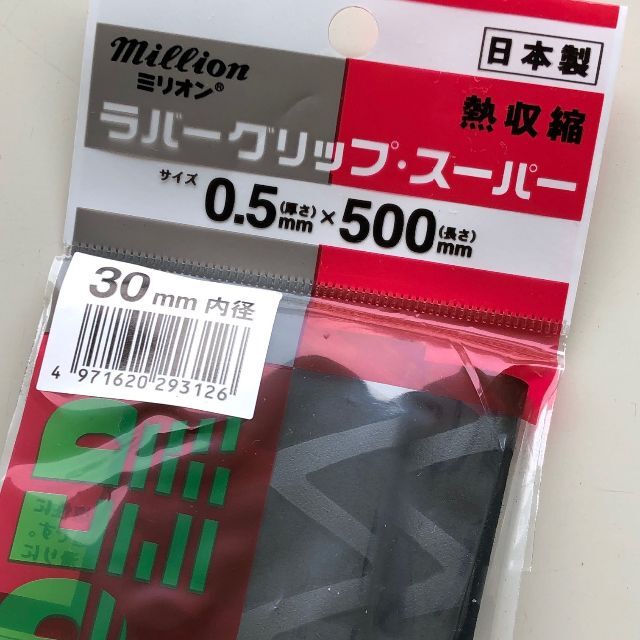 million
ミリオン®
日本製
熱収縮
ラバーグリップ・スーパー
サイズ 0.5mm(厚さ)×500mm(長さ)
30mm 内径
4 971620 293126